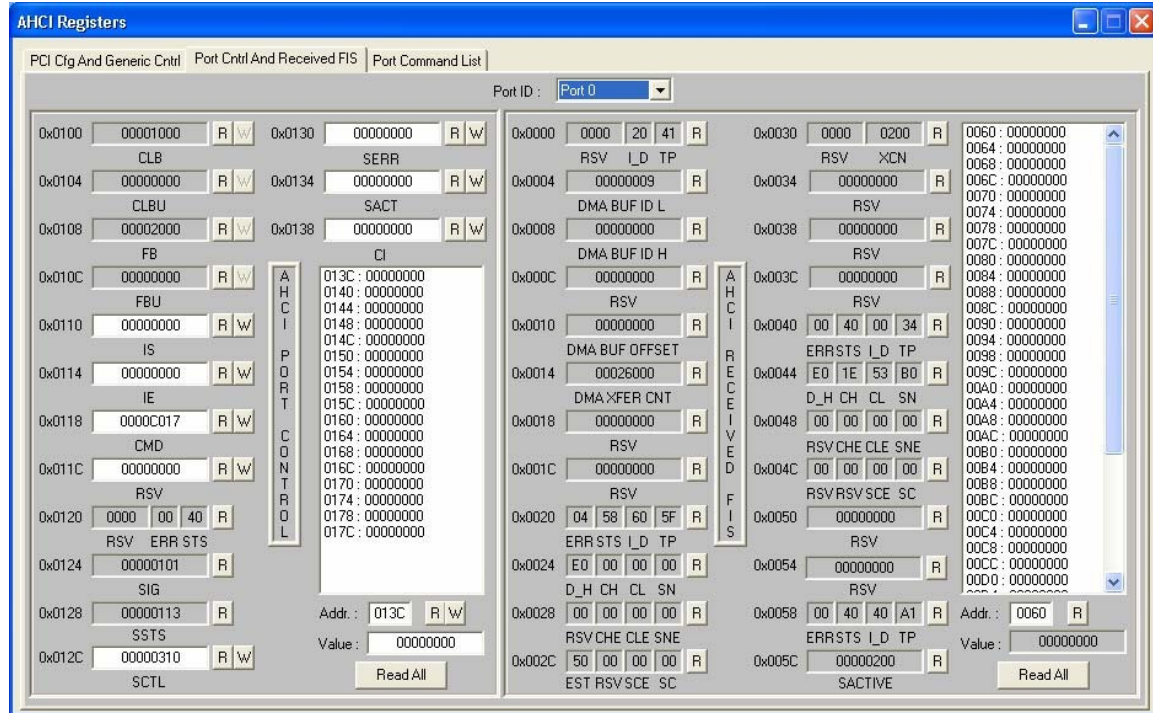 AHCI Registers
PCI Cfg And Generic Cntrl Port Cntrl And Received FIS Port Command List
Port ID : Port 0
0x0100 00001000 R W
CLB
0x0104 00000000 R W
CLBU
0x0108 00002000 R W
FB
0x010C 00000000 R W
FBU
0x0110 00000000 R W
IS
0x0114 00000000 R W
IE
0x0118 0000C017 R W
CMD
0x011C 00000000 R W
RSV
0x0120 0000 00 40 R
RSV ERR STS
0x0124 00000101 R
SIG
0x0128 00000113 R
SSTS
0x012C 00000310 R W
SCTL
0x0130 00000000 R W
SERR
0x0134 00000000 R W
SACT
0x0138 00000000 R W
CI
AHCI PORT CONTROL
013C : 00000000
0140 : 00000000
0144 : 00000000
0148 : 00000000
014C : 00000000
0150 : 00000000
0154 : 00000000
0158 : 00000000
015C : 00000000
0160 : 00000000
0164 : 00000000
0168 : 00000000
016C : 00000000
0170 : 00000000
0174 : 00000000
0178 : 00000000
017C : 00000000
Addr. : 013C R W
Value : 00000000
Read All
0x0000 0000 20 41 R
RSV I_D TP
0x0004 00000009 R
DMA BUF ID L
0x0008 00000000 R
DMA BUF ID H
0x000C 00000000 R
RSV
0x0010 00000000 R
DMA BUF OFFSET
0x0014 00026000 R
DMA XFER CNT
0x0018 00000000 R
RSV
0x001C 00000000 R
RSV
0x0020 04 58 60 5F R
ERR STS I_D TP
0x0024 E0 00 00 00 R
D_H CH CL SN
0x0028 00 00 00 00 R
RSV CHE CLE SNE
0x002C 50 00 00 00 R
EST RSV SCE SC
AHCI RECEIVED FIS
0x0030 0000 0200 R
RSV XCN
0x0034 00000000 R
RSV
0x0038 00000000 R
RSV
0x003C 00000000 R
RSV
0x0040 00 40 00 34 R
ERR STS I_D TP
0x0044 E0 1E 53 B0 R
D_H CH CL SN
0x0048 00 00 00 00 R
RSV CHE CLE SNE
0x004C 00 00 00 00 R
RSV RSV SCE SC
0x0050 00000000 R
RSV
0x0054 00000000 R
RSV
0x0058 00 40 40 A1 R
ERR STS I_D TP
0x005C 00000200 R
SACTIVE
0060 : 00000000
0064 : 00000000
0068 : 00000000
006C : 00000000
0070 : 00000000
0074 : 00000000
0078 : 00000000
007C : 00000000
0080 : 00000000
0084 : 00000000
0088 : 00000000
008C : 00000000
0090 : 00000000
0094 : 00000000
0098 : 00000000
009C : 00000000
00A0 : 00000000
00A4 : 00000000
00A8 : 00000000
00AC : 00000000
00B0 : 00000000
00B4 : 00000000
00B8 : 00000000
00BC : 00000000
00C0 : 00000000
00C4 : 00000000
00C8 : 00000000
00CC : 00000000
00D0 : 00000000
Addr. : 0060 R
Value : 00000000
Read All